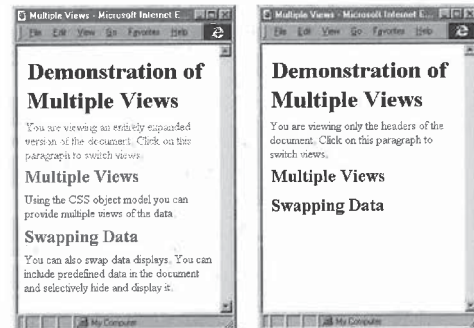 Multiple Views - Microsoft Internet E...
File Edit View Go Favorites Help
Demonstration of
Multiple Views
You are viewing an entirely expanded
version of the document. Click on this
paragraph to switch views.
Multiple Views
Using the CSS object model you can
provide multiple views of the data
Swapping Data
You can also swap data displays. You can
include predefined data in the document
and selectively hide and display it.
My Computer
Multiple Views - Microsoft Internet E...
File Edit View Go Favorites Help
Demonstration of
Multiple Views
You are viewing only the headers of the
document. Click on this paragraph to
switch views.
Multiple Views
Swapping Data
My Computer